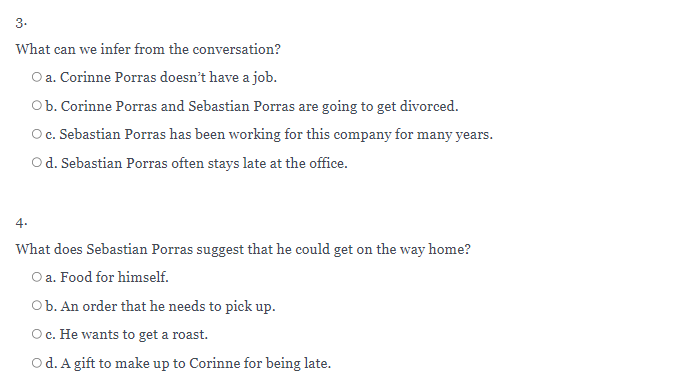 3.
What can we infer from the conversation?
a. Corinne Porras doesn't have a job.
b. Corinne Porras and Sebastian Porras are going to get divorced.
c. Sebastian Porras has been working for this company for many years.
d. Sebastian Porras often stays late at the office.
4.
What does Sebastian Porras suggest that he could get on the way home?
a. Food for himself.
b. An order that he needs to pick up.
c. He wants to get a roast.
d. A gift to make up to Corinne for being late.